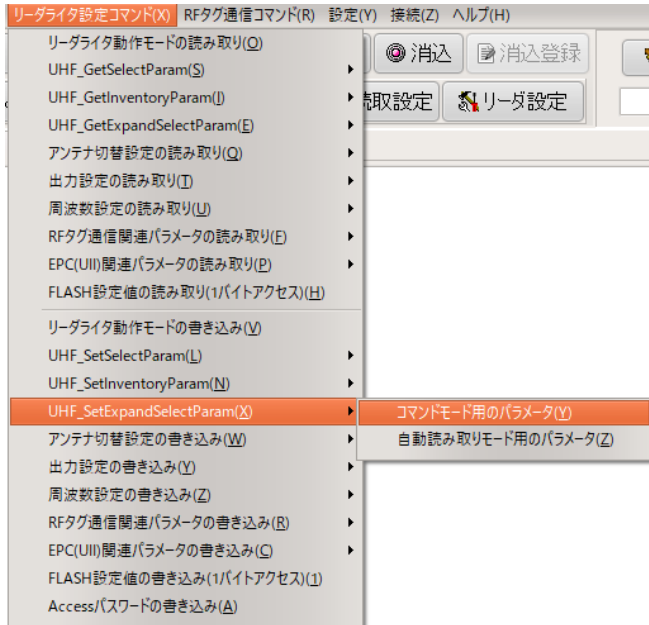 リーダライタ設定コマンド(X) RFタグ通信コマンド(R) 設定(Y) 接続(Z) ヘルプ(H)
リーダライタ動作モードの読み取り(O)
消込 消込登録
UHF_GetSelectParam(S)
UHF_GetInventoryParam(I)
読取設定 リーダ設定
UHF_GetExpandSelectParam(E)
アンテナ切替設定の読み取り(Q)
出力設定の読み取り(T)
周波数設定の読み取り(U)
RFタグ通信関連パラメータの読み取り(F)
EPC(UII)関連パラメータの読み取り(P)
FLASH設定値の読み取り(1バイトアクセス)(H)
リーダライタ動作モードの書き込み(V)
UHF_SetSelectParam(L)
UHF_SetInventoryParam(N)
UHF_SetExpandSelectParam(X)
コマンドモード用のパラメータ(Y)
アンテナ切替設定の書き込み(W)
自動読み取りモード用のパラメータ(Z)
出力設定の書き込み(Y)
周波数設定の書き込み(Z)
RFタグ通信関連パラメータの書き込み(R)
EPC(UII)関連パラメータの書き込み(C)
FLASH設定値の書き込み(1バイトアクセス)(1)
Accessパスワードの書き込み(A)